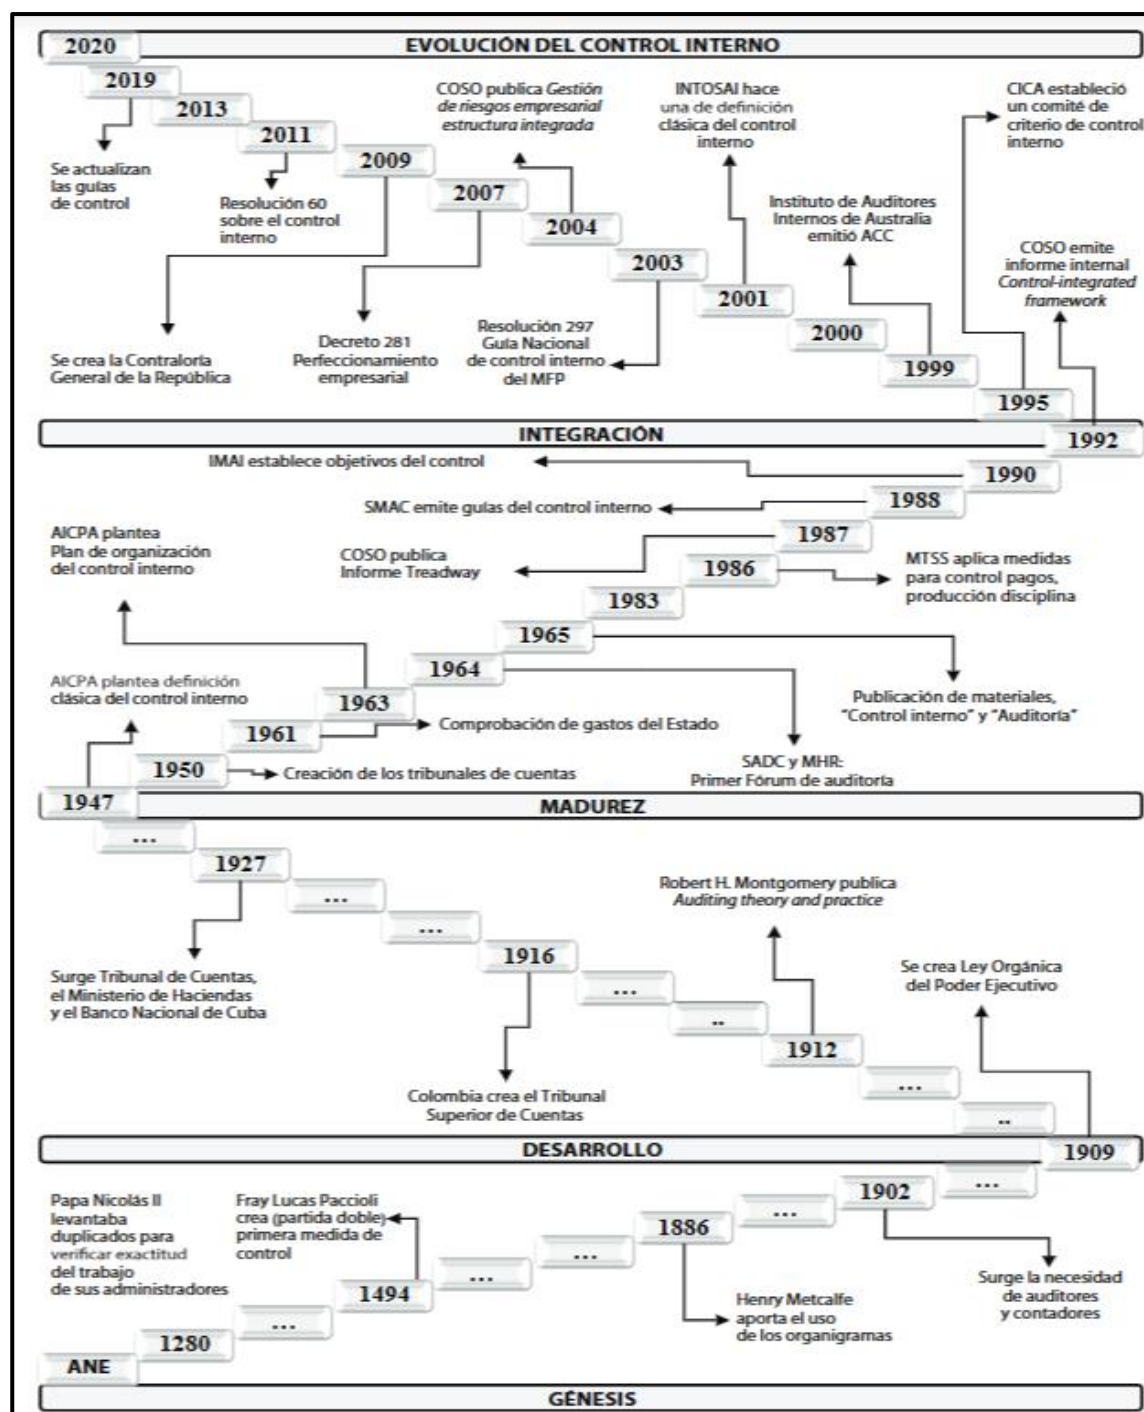 2020
EVOLUCIÓN DEL CONTROL INTERNO
2019
2013
2011
2009
2007
2004
2003
2001
2000
1999
1995
1992
Se actualizan
las guías
de control
Resolución 60
sobre el control
interno
Se crea la Contraloría
General de la República
COSO publica Gestión
de riesgos empresarial
estructura integrada
Decreto 281
Perfeccionamiento
empresarial
Resolución 297
Guía Nacional
de control interno
del MFP
INTOSAI hace
una de definición
clásica del control
interno
Instituto de Auditores
Internos de Australia
emitió ACC
CICA estableció
un comité de
criterio de control
interno
COSO emite
informe internal
Control-integrated
framework
INTEGRACIÓN
IMAI establece objetivos del control
1990
SMAC emite guías del control interno
1988
1987
COSO publica
Informe Treadway
1986
MTSS aplica medidas
para control pagos,
producción disciplina
1983
1965
Publicación de materiales,
“Control interno” y “Auditoría”
1964
SADC y MHR:
Primer Fórum de auditoría
AICPA plantea
Plan de organización
del control interno
1963
1961
Comprobación de gastos del Estado
AICPA plantea definición
clásica del control interno
1950
Creación de los tribunales de cuentas
1947
MADUREZ
...
1927
...
...
1916
...
..
1912
...
..
1909
Surge Tribunal de Cuentas,
el Ministerio de Haciendas
y el Banco Nacional de Cuba
Colombia crea el Tribunal
Superior de Cuentas
Robert H. Montgomery publica
Auditing theory and practice
Se crea Ley Orgánica
del Poder Ejecutivo
DESARROLLO
...
1902
...
1886
...
...
1494
...
1280
ANE
Papa Nicolás II
levantaba
duplicados para
verificar exactitud
del trabajo
de sus administradores
Fray Lucas Paccioli
crea (partida doble)
primera medida de
control
Henry Metcalfe
aporta el uso
de los organigramas
Surge la necesidad
de auditores
y contadores
GÉNESIS